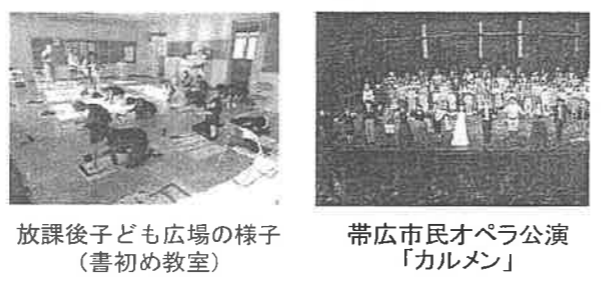 放課後子ども広場の様子
（書初め教室）
帯広市民オペラ公演
「カルメン」